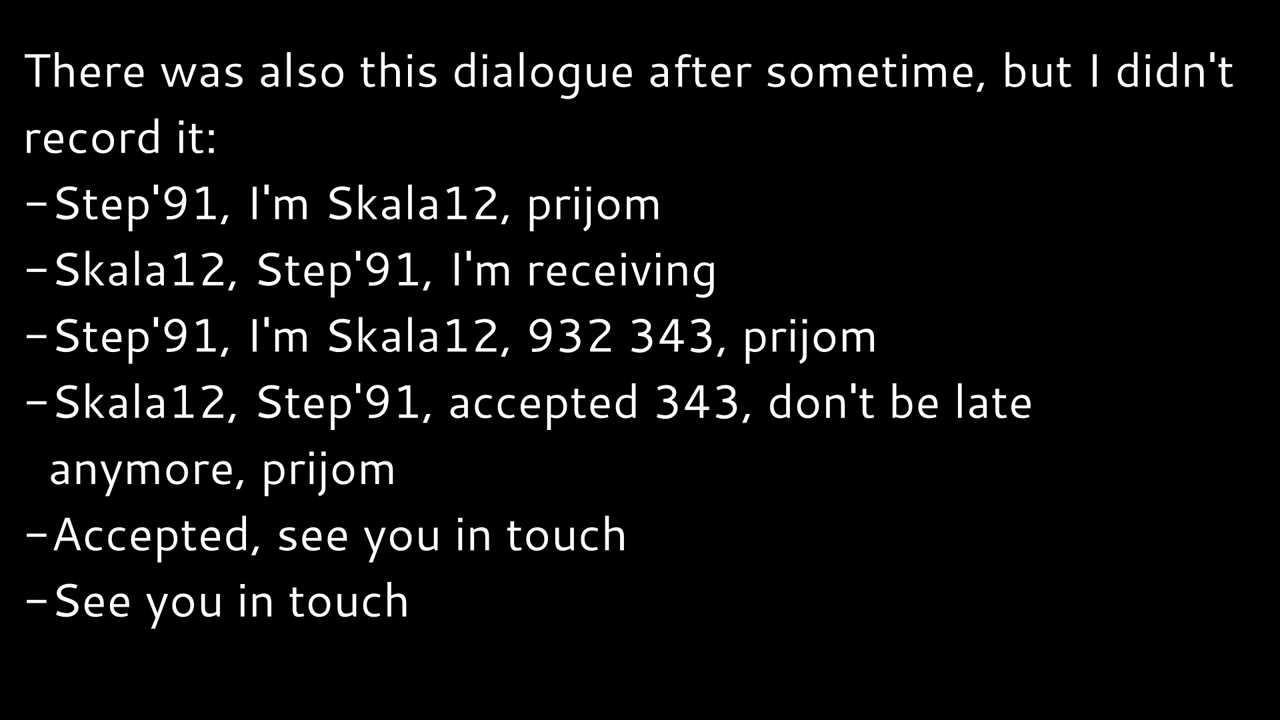 There was also this dialogue after sometime, but I didn't
record it:
-Step'91, I'm Skala12, prijom
-Skala12, Step'91, I'm receiving
-Step'91, I'm Skala12, 932 343, prijom
-Skala12, Step'91, accepted 343, don't be late
anymore, prijom
-Accepted, see you in touch
-See you in touch